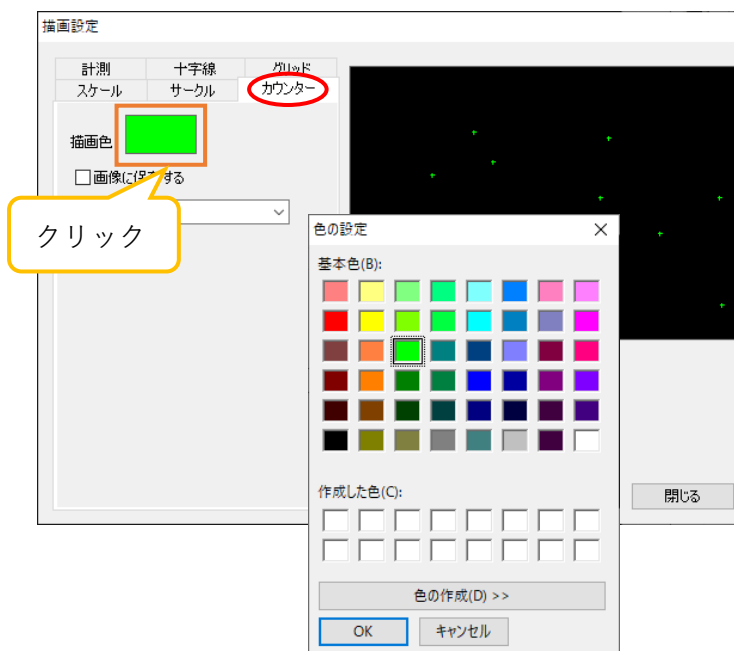 描画設定
計測 十字線 グリッド
スケール サークル カウンター
描画色
画像に保存する
クリック
色の設定
基本色(B):
作成した色(C):
色の作成(D) >>
OK キャンセル
閉じる